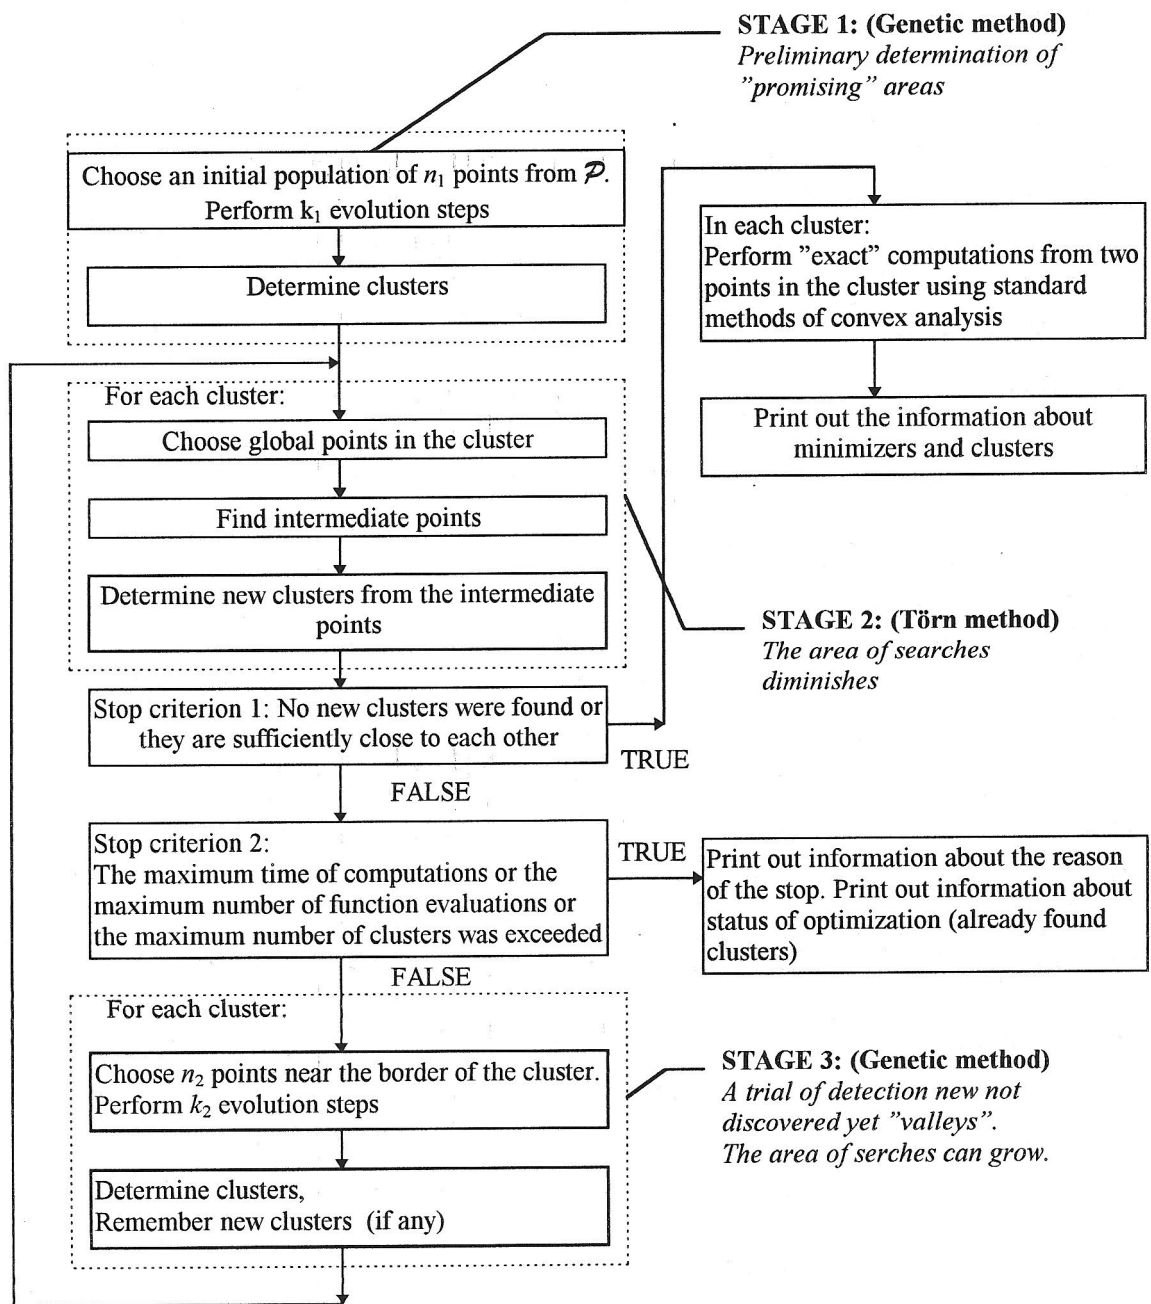 STAGE 1: (Genetic method)
Preliminary determination of
”promising” areas
Choose an initial population of n₁ points from 𝒫.
Perform k₁ evolution steps
Determine clusters
For each cluster:
Choose global points in the cluster
Find intermediate points
Determine new clusters from the intermediate
points
STAGE 2: (Törn method)
The area of searches
diminishes
Stop criterion 1: No new clusters were found or
they are sufficiently close to each other
TRUE
In each cluster:
Perform ”exact” computations from two
points in the cluster using standard
methods of convex analysis
Print out the information about
minimizers and clusters
FALSE
Stop criterion 2:
The maximum time of computations or the
maximum number of function evaluations or
the maximum number of clusters was exceeded
TRUE
Print out information about the reason
of the stop. Print out information about
status of optimization (already found
clusters)
FALSE
For each cluster:
Choose n₂ points near the border of the cluster.
Perform k₂ evolution steps
Determine clusters,
Remember new clusters (if any)
STAGE 3: (Genetic method)
A trial of detection new not
discovered yet ”valleys”.
The area of serches can grow.